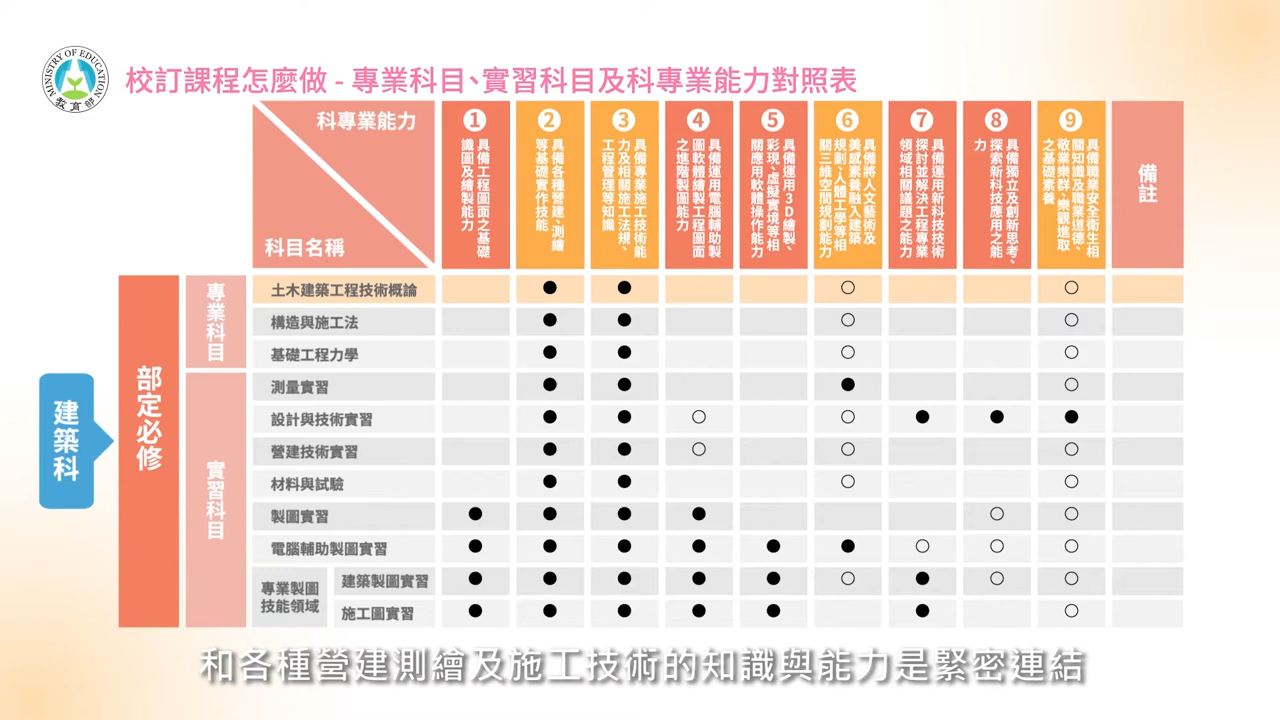 MINISTRY OF EDUCATION
教育部
校訂課程怎麼做 - 專業科目、實習科目及科專業能力對照表
科專業能力
科目名稱
1
具備工程圖面之基礎
識圖及繪製能力
2
具備各種營建、測繪
等基礎實作技能
3
具備專業施工技術能
力及相關施工法規、
工程管理等知識
4
具備運用電腦輔助製
圖軟體繪製工程圖面
之進階製圖能力
5
具備運用3D繪製、
彩現、虛擬實境等相
關應用軟體操作能力
6
具備將人文藝術及
美感素養融入建築
規劃、人體工學等相
關三維空間規劃能力
7
具備運用新科技技術
探討並解決工程專業
領域相關議題之能力
8
具備獨立及創新思考、
探索新科技應用之能
力
9
具備職業安全衛生相
關知識及職業道德、
敬業樂群、樂觀進取
之基礎素養
備註
建築科
部定必修
專業科目
土木建築工程技術概論 ● ● ○ ○
構造與施工法 ● ● ○ ○
基礎工程力學 ● ● ○ ○
實習科目
測量實習 ● ● ● ○
設計與技術實習 ● ● ○ ○ ● ● ●
營建技術實習 ● ● ○ ○ ○
材料與試驗 ● ● ○ ○
製圖實習 ● ● ● ● ○ ○
電腦輔助製圖實習 ● ● ● ● ● ● ○ ○ ○
專業製圖
技能領域
建築製圖實習 ● ● ● ● ● ○ ● ○ ○
施工圖實習 ● ● ● ● ● ● ○
和各種營建測繪及施工技術的知識與能力是緊密連結